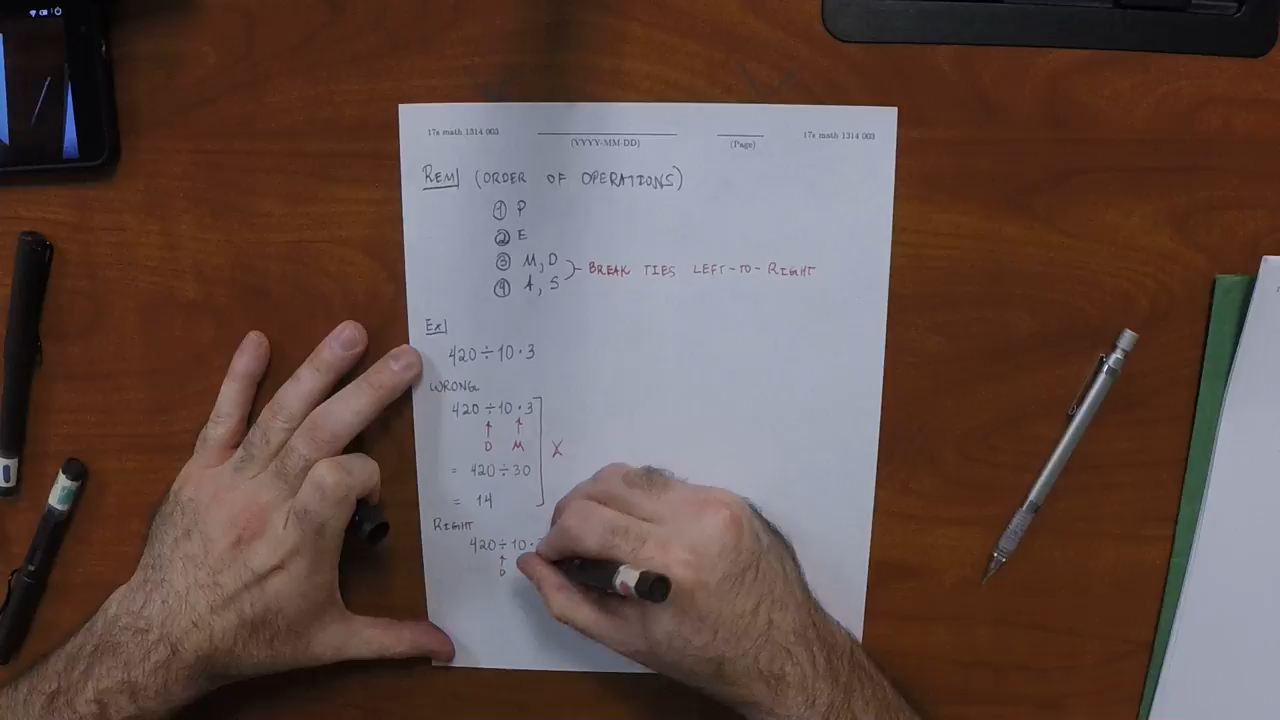 17s math 1314 003 (YYYY-MM-DD) (Page) 17s math 1314 003
REM (ORDER OF OPERATIONS)
① P
② E
③ M, D
④ A, S
BREAK TIES LEFT-TO-RIGHT
Ex
420 ÷ 10 · 3
WRONG
420 ÷ 10 · 3
↑ ↑
D M X
= 420 ÷ 30
= 14
RIGHT
420 ÷ 10 ·
↑
D